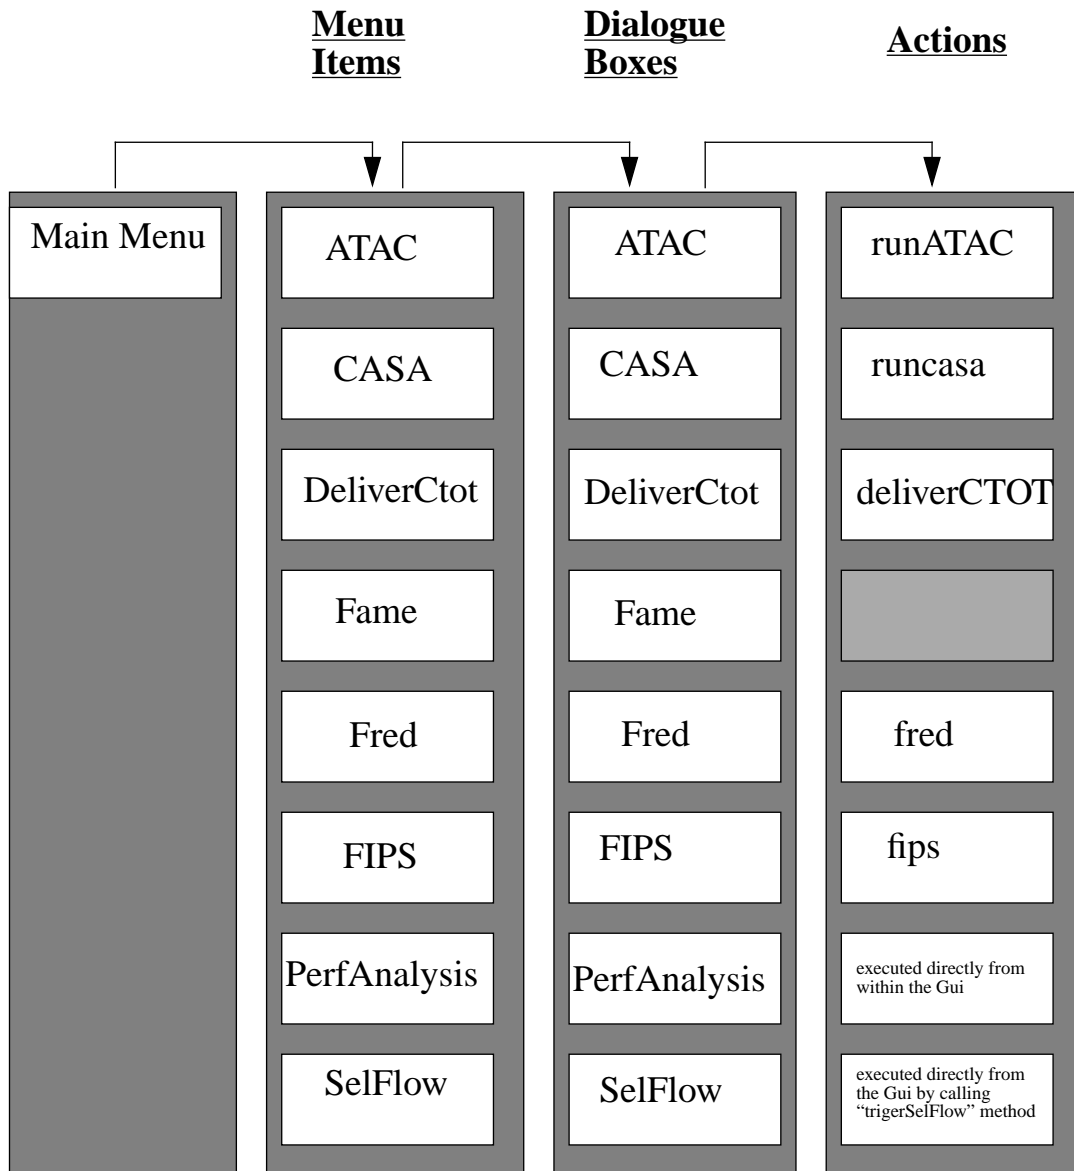 Menu
Items
Dialogue
Boxes
Actions
Main Menu
ATAC
ATAC
runATAC
CASA
CASA
runcasa
DeliverCtot
DeliverCtot
deliverCTOT
Fame
Fame
Fred
Fred
fred
FIPS
FIPS
fips
PerfAnalysis
PerfAnalysis
executed directly from
within the Gui
SelFlow
SelFlow
executed directly from
the Gui by calling
“trigerSelFlow” method